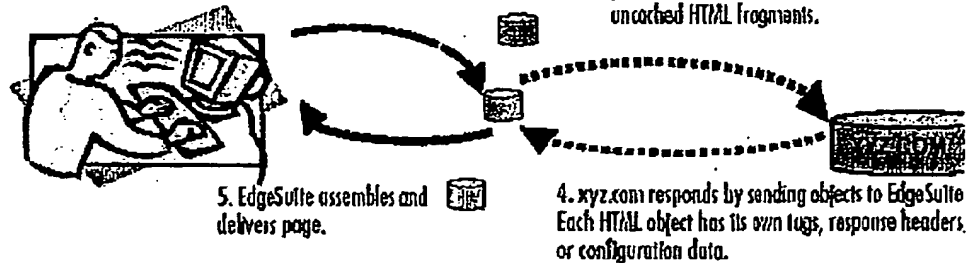 uncached HTML fragments.
XYZ.COM
5. EdgeSuite assembles and
delivers page.
4. xyz.com responds by sending objects to EdgeSuite
Each HTML object has its own tags, response headers,
or configuration data.